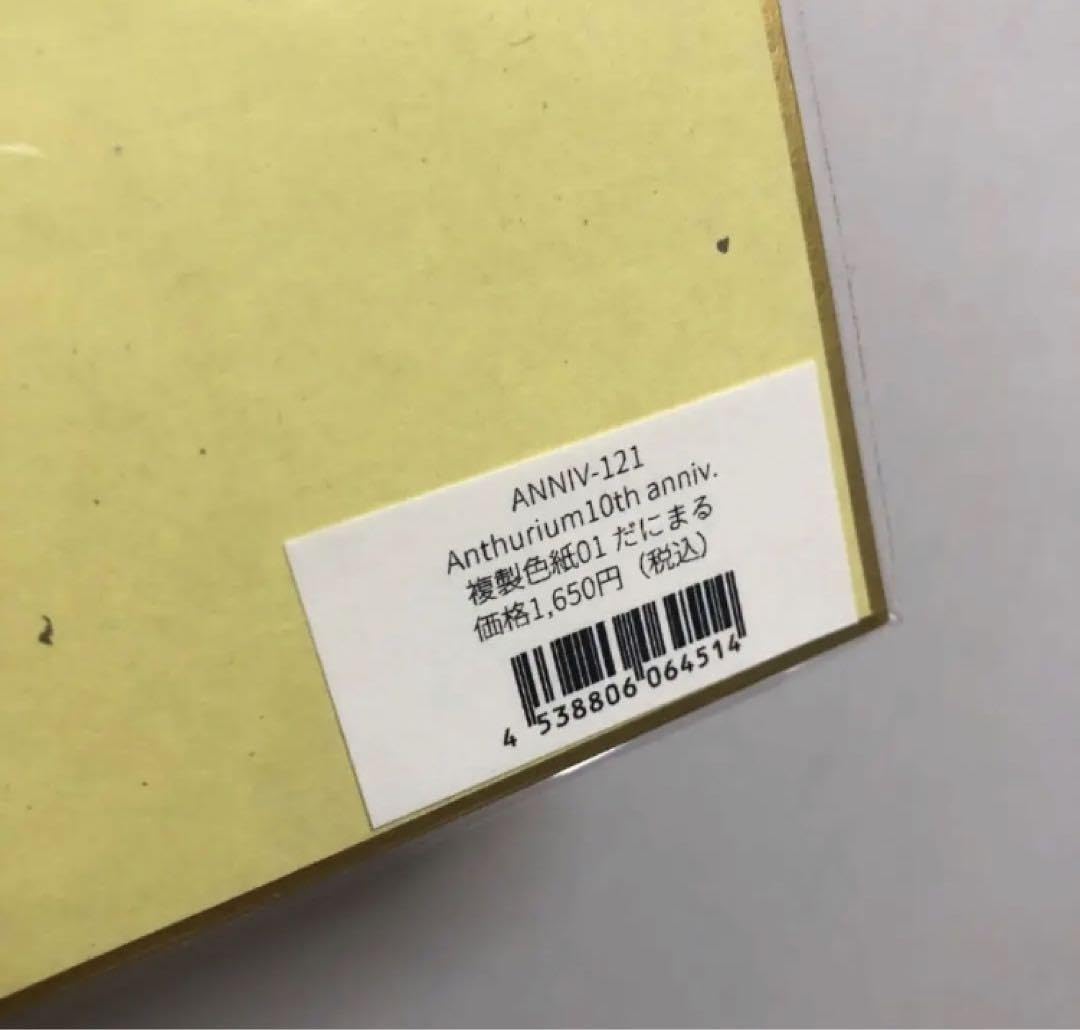 ANNIV-121
Anthurium10th anniv.
複製色紙01 だにまる
価格1,650円（税込）
4 538806 064514